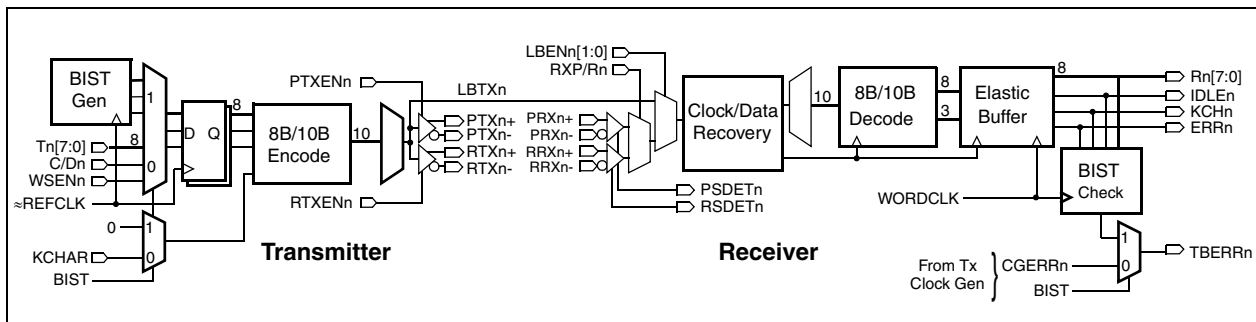 BIST
Gen
1
0
Tn[7:0]
8
C/Dn
WSENn
≈REFCLK
0
1
0
KCHAR
BIST
D Q
8
8B/10B
Encode
10
PTXENn
PTXn+
PTXn-
RTXn+
RTXn-
RTXENn
Transmitter
LBTXn
LBENn[1:0]
RXP/Rn
PRXn+
PRXn-
RRXn+
RRXn-
PSDETn
RSDETn
Clock/Data
Recovery
Receiver
10
8B/10B
Decode
8
3
Elastic
Buffer
8
Rn[7:0]
IDLEn
KCHn
ERRn
WORDCLK
BIST
Check
1
0
TBERRn
From Tx
Clock Gen
CGERRn
BIST